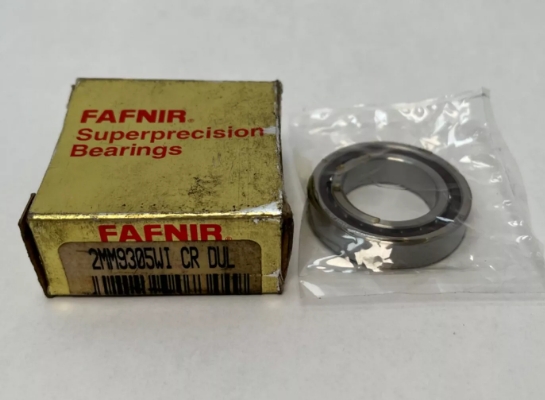 FAFNIR®
Superprecision
Bearings
FAFNIR®
2MM9305WI CR DUL